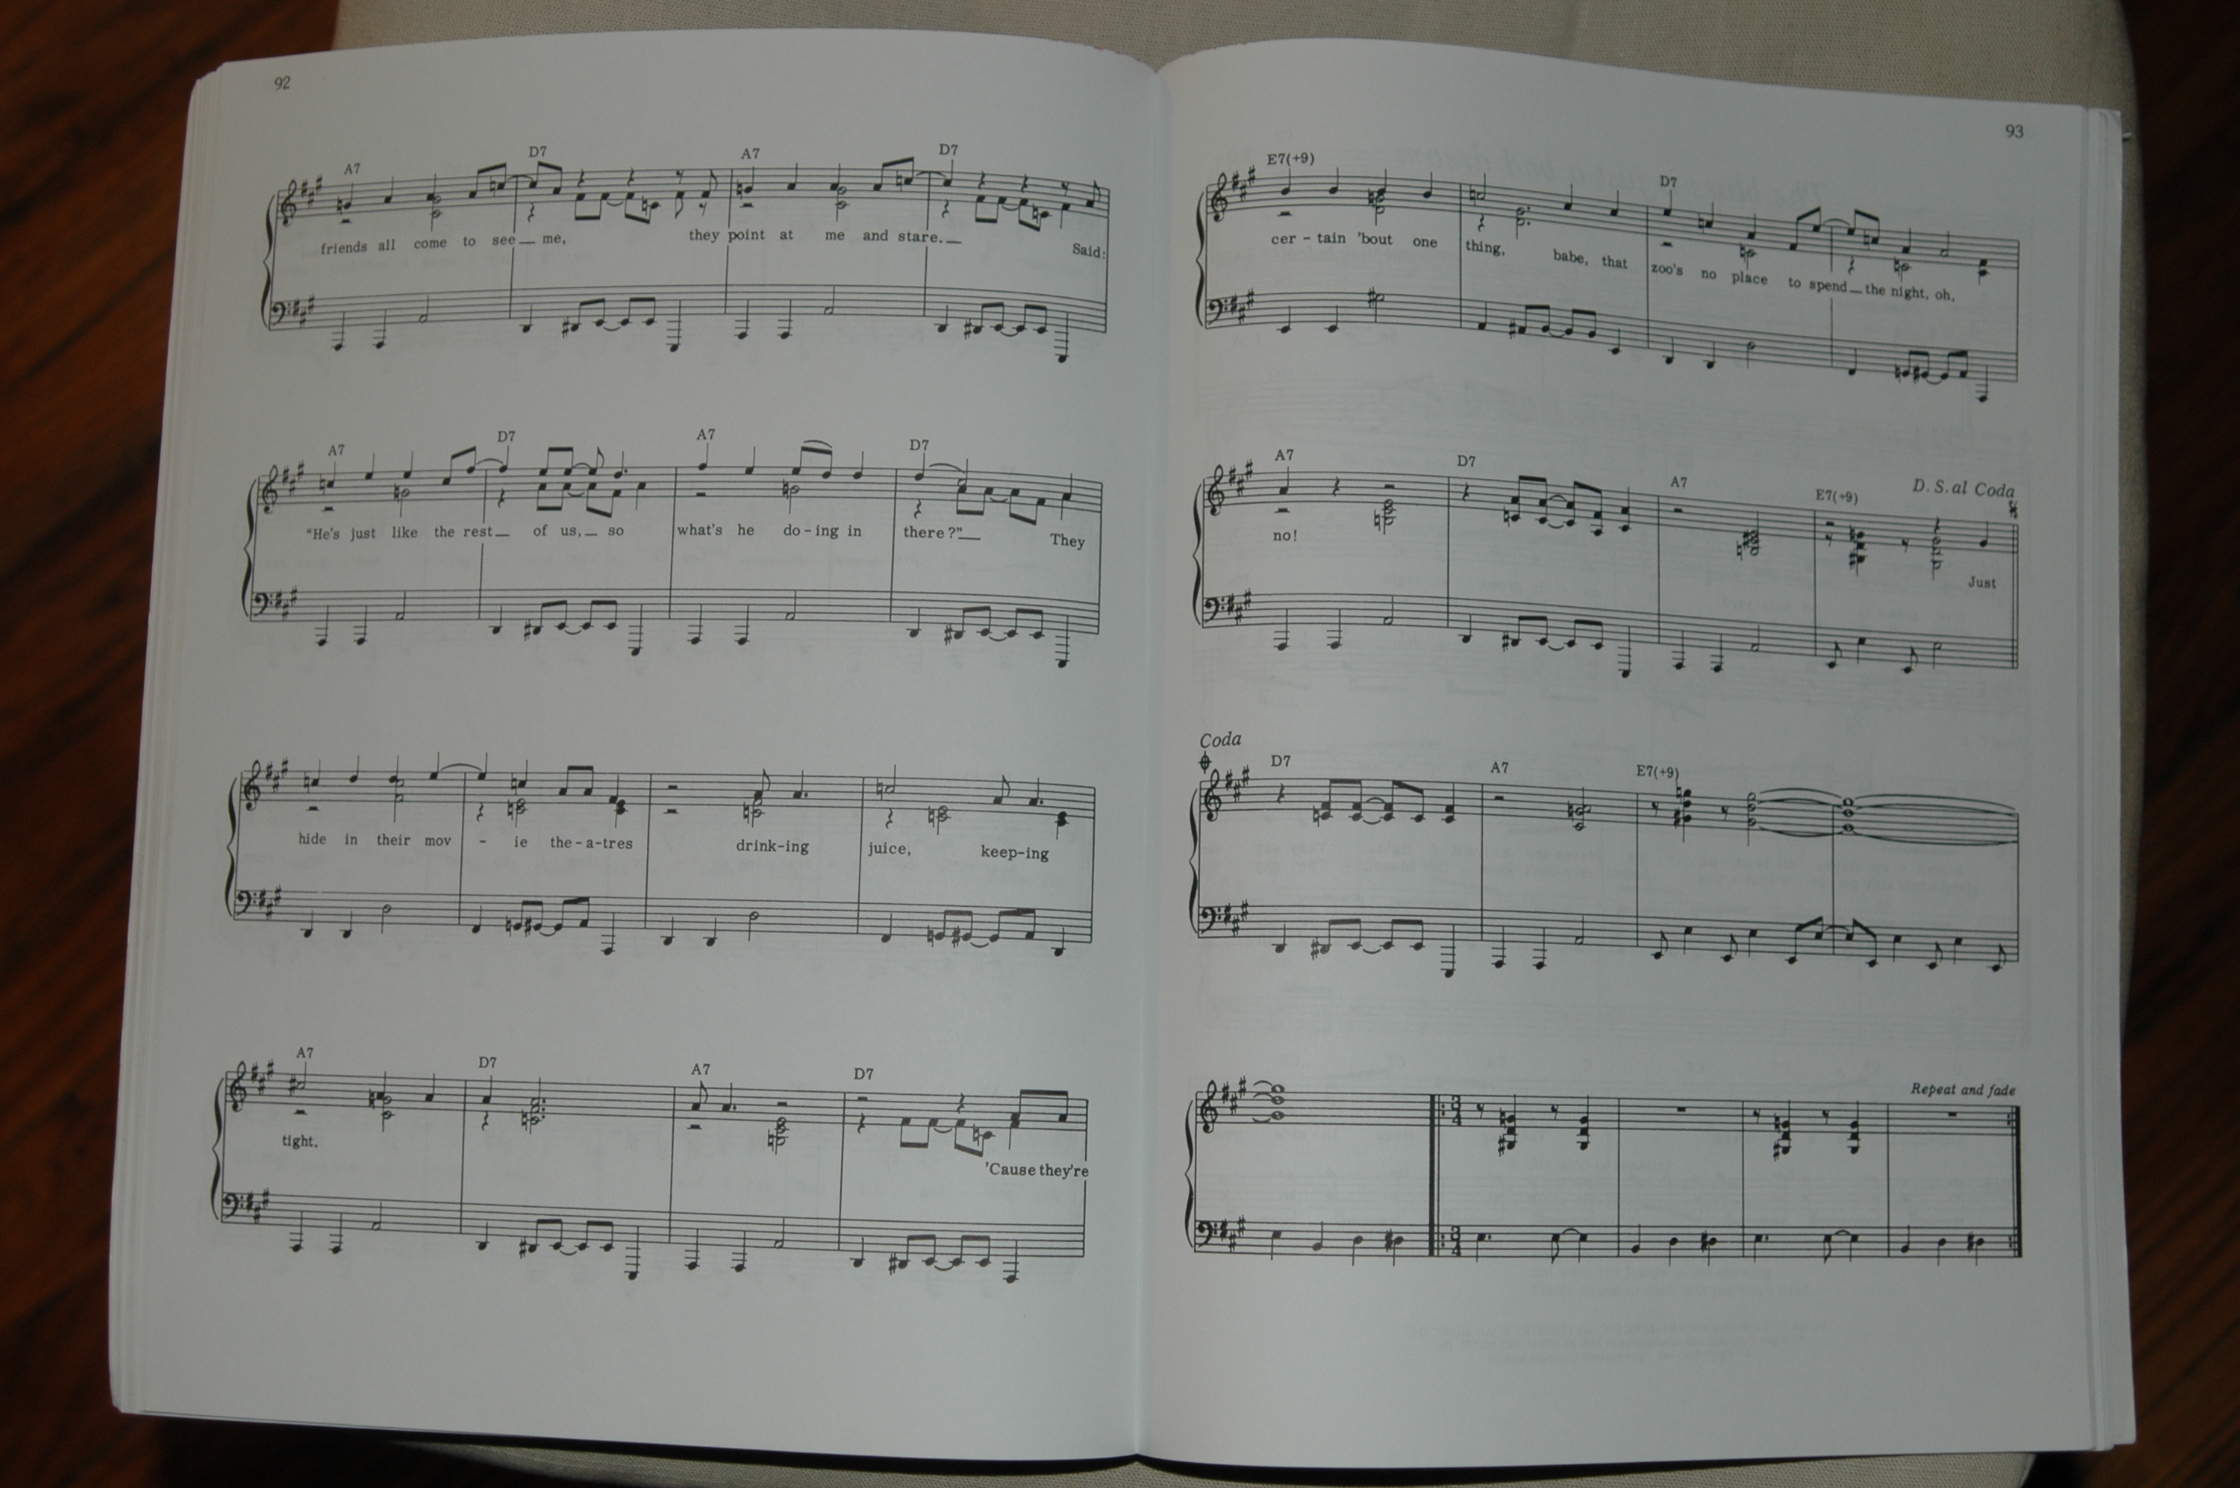 92
A7 D7 A7 D7
friends all come to see me, they point at me and stare. Said:
A7 D7 A7 D7
"He's just like the rest of us, so what's he do-ing in there?" They
hide in their mov - ie the-a-tres drink-ing juice, keep-ing
A7 D7 A7 D7
tight. 'Cause they're
93
E7(+9) D7
cer - tain 'bout one thing, babe, that zoo's no place to spend the night, oh,
A7 D7 A7 E7(+9) D. S. al Coda
no! Just
Coda
D7 A7 E7(+9)
Repeat and fade
3
4
3
4